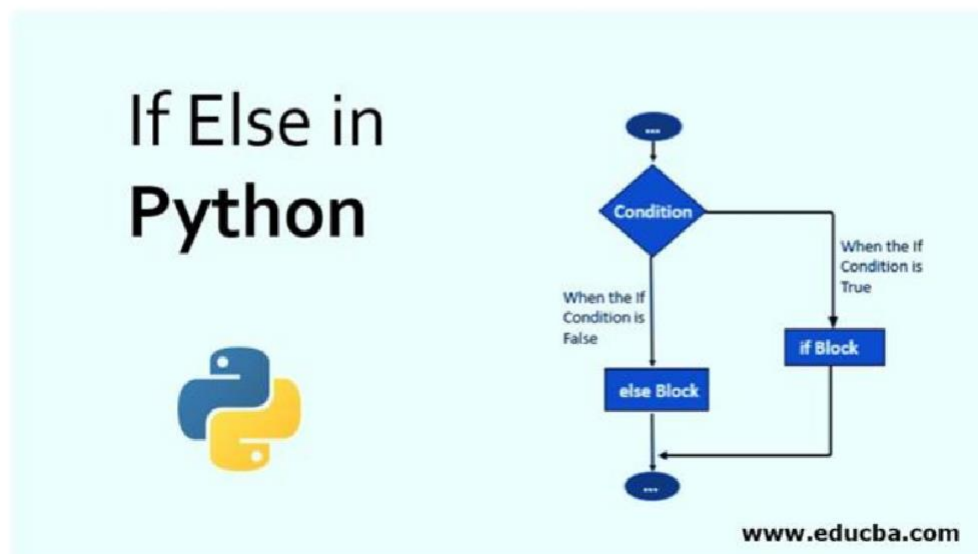 If Else in
Python
...
Condition
When the If
Condition is
True
When the If
Condition is
False
if Block
else Block
...
www.educba.com